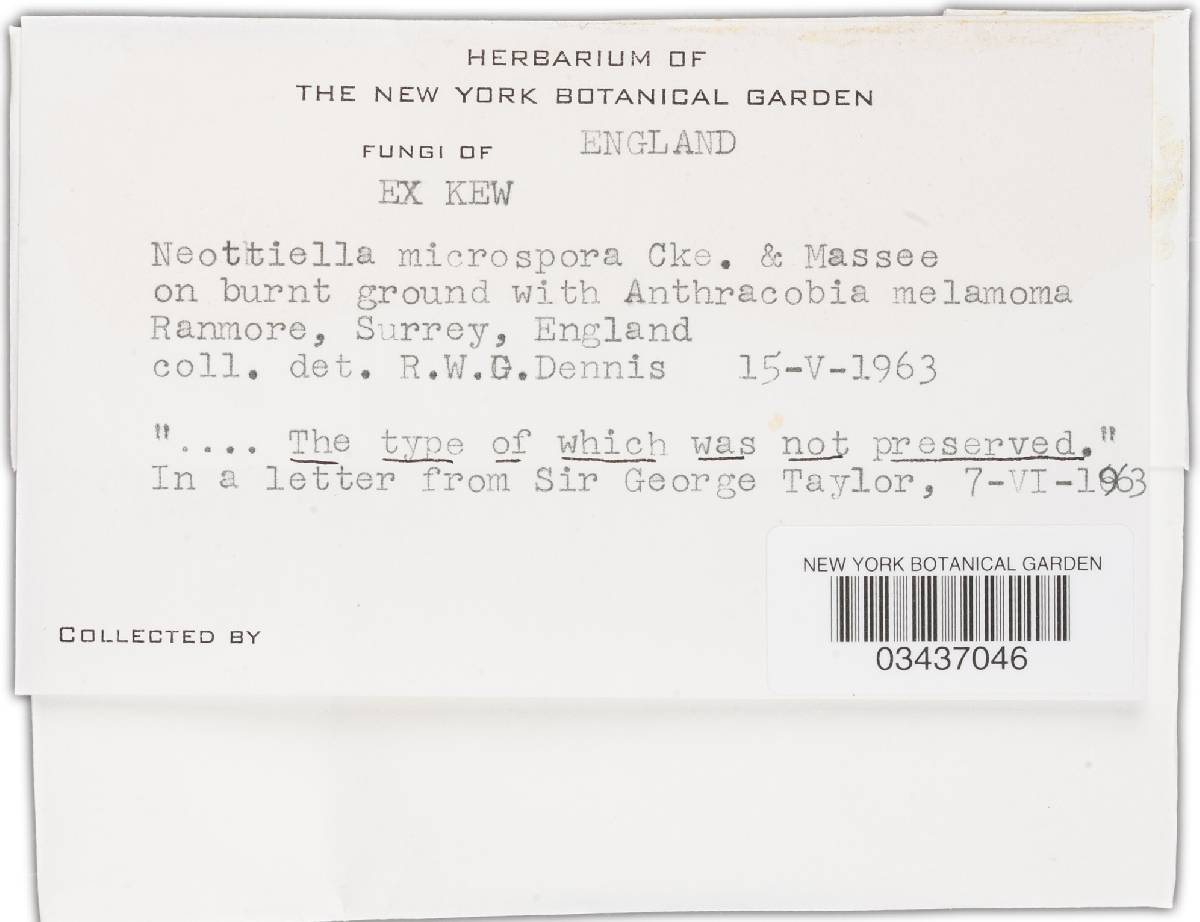 HERBARIUM OF
THE NEW YORK BOTANICAL GARDEN
FUNGI OF ENGLAND
EX KEW
Neottiella microspora Cke. & Massee
on burnt ground with Anthracobia melamoma
Ranmore, Surrey, England
coll. det. R.W.G.Dennis 15-V-1963
".... The type of which was not preserved."
In a letter from Sir George Taylor, 7-VI-1963
NEW YORK BOTANICAL GARDEN
03437046
COLLECTED BY